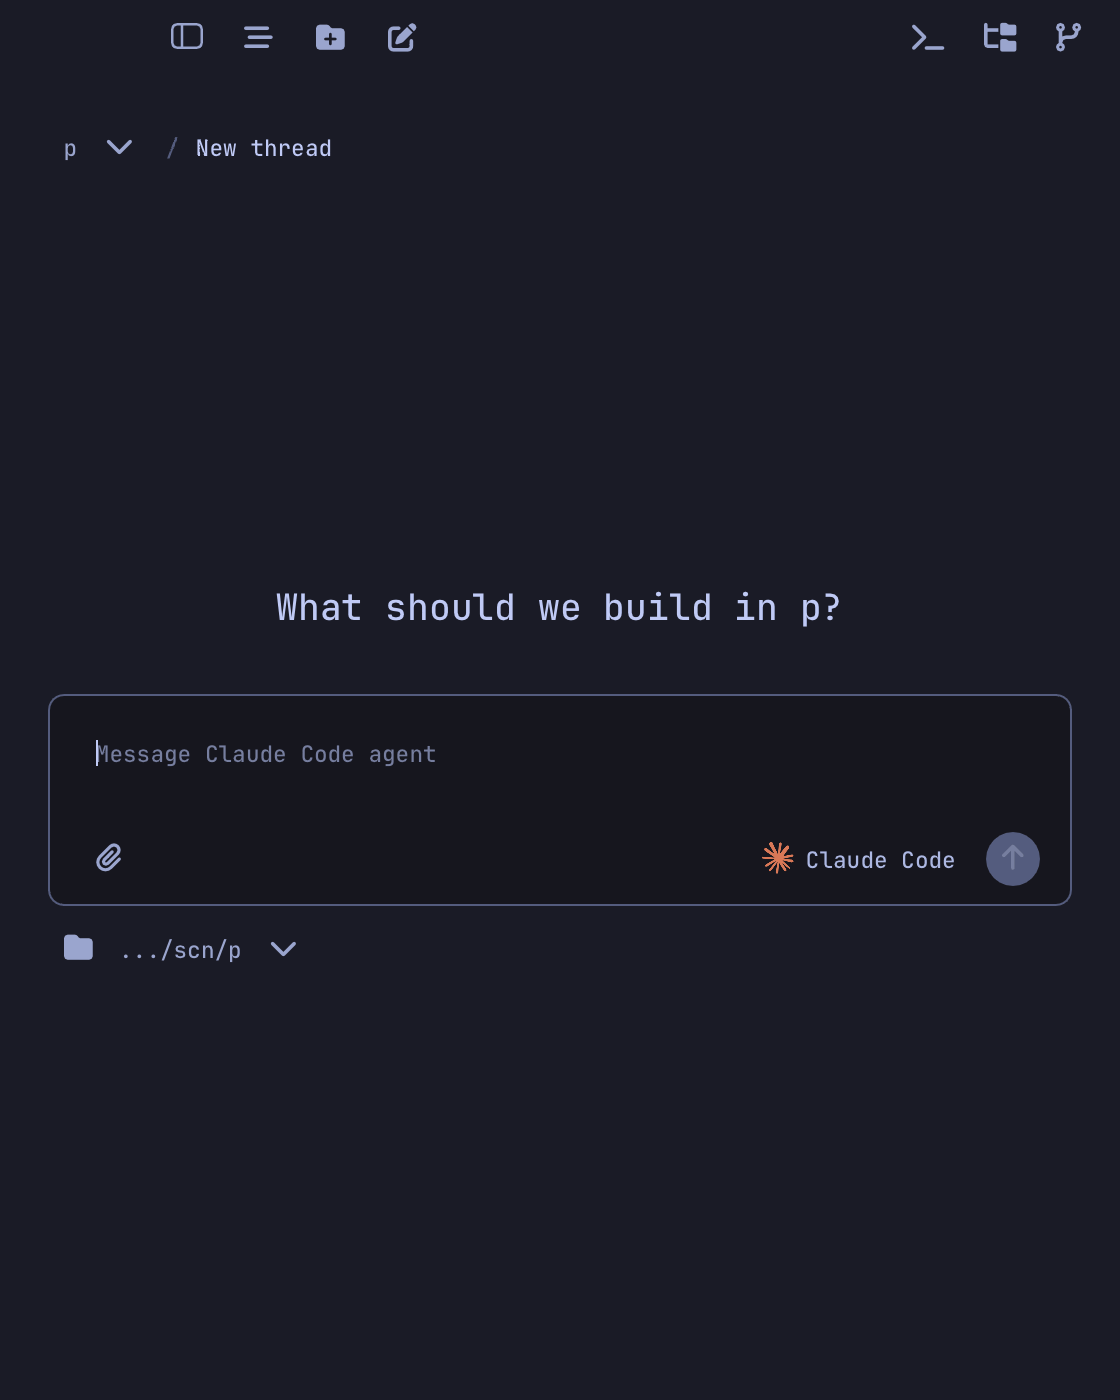 p / New thread
What should we build in p?
Message Claude Code agent
Claude Code
.../scn/p